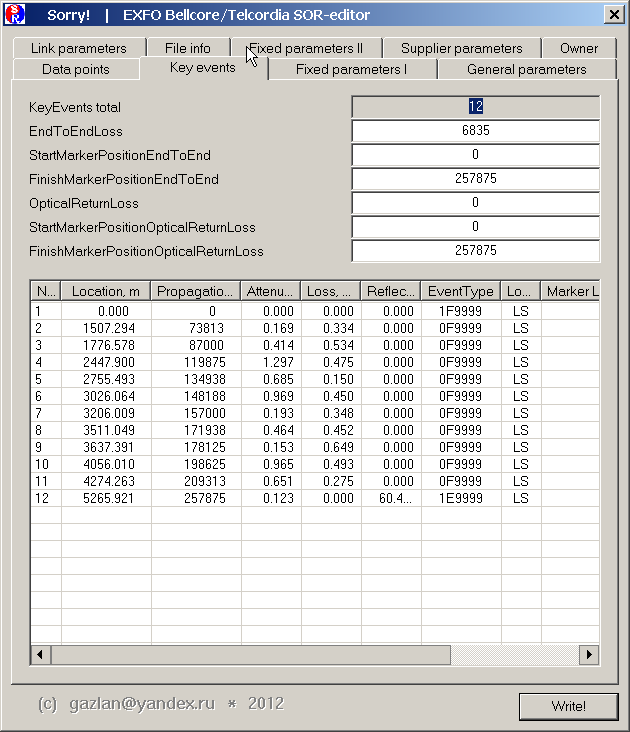 Sorry! | EXFO Bellcore/Telcordia SOR-editor
Link parameters File info Fixed parameters II Supplier parameters Owner
Data points Key events Fixed parameters I General parameters
KeyEvents total 12
EndToEndLoss 6835
StartMarkerPositionEndToEnd 0
FinishMarkerPositionEndToEnd 257875
OpticalReturnLoss 0
StartMarkerPositionOpticalReturnLoss 0
FinishMarkerPositionOpticalReturnLoss 257875
N... Location, m Propagatio... Attenu... Loss, ... Reflec... EventType Lo... Marker L
1 0.000 0 0.000 0.000 0.000 1F9999 LS
2 1507.294 73813 0.169 0.334 0.000 0F9999 LS
3 1776.578 87000 0.414 0.534 0.000 0F9999 LS
4 2447.900 119875 1.297 0.475 0.000 0F9999 LS
5 2755.493 134938 0.685 0.150 0.000 0F9999 LS
6 3026.064 148188 0.969 0.450 0.000 0F9999 LS
7 3206.009 157000 0.193 0.348 0.000 0F9999 LS
8 3511.049 171938 0.464 0.452 0.000 0F9999 LS
9 3637.391 178125 0.153 0.649 0.000 0F9999 LS
10 4056.010 198625 0.965 0.493 0.000 0F9999 LS
11 4274.263 209313 0.651 0.275 0.000 0F9999 LS
12 5265.921 257875 0.123 0.000 60.4... 1E9999 LS
(c) gazlan@yandex.ru * 2012
Write!